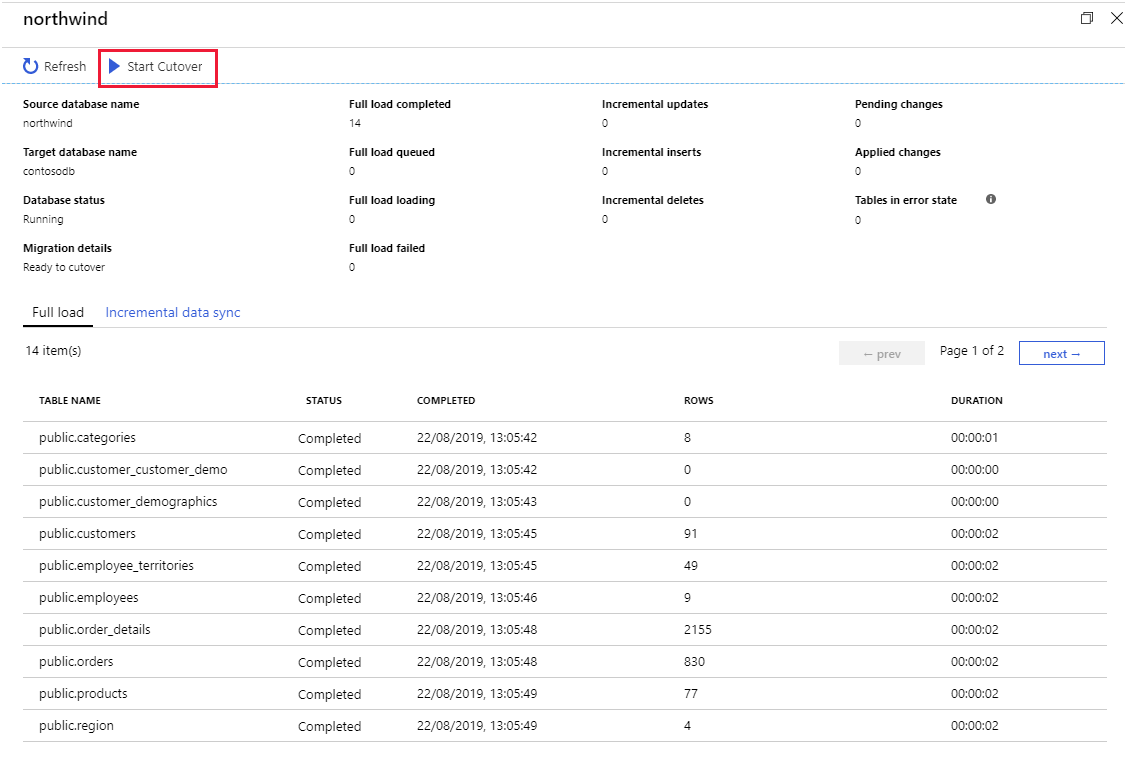 northwind
Refresh Start Cutover
Source database name Full load completed Incremental updates Pending changes
northwind 14 0 0
Target database name Full load queued Incremental inserts Applied changes
contosodb 0 0 0
Database status Full load loading Incremental deletes Tables in error state
Running 0 0 0
Migration details Full load failed
Ready to cutover 0
Full load Incremental data sync
14 item(s) ← prev Page 1 of 2 next →
TABLE NAME STATUS COMPLETED ROWS DURATION
public.categories Completed 22/08/2019, 13:05:42 8 00:00:01
public.customer_customer_demo Completed 22/08/2019, 13:05:42 0 00:00:00
public.customer_demographics Completed 22/08/2019, 13:05:43 0 00:00:00
public.customers Completed 22/08/2019, 13:05:45 91 00:00:02
public.employee_territories Completed 22/08/2019, 13:05:45 49 00:00:02
public.employees Completed 22/08/2019, 13:05:46 9 00:00:02
public.order_details Completed 22/08/2019, 13:05:48 2155 00:00:02
public.orders Completed 22/08/2019, 13:05:48 830 00:00:02
public.products Completed 22/08/2019, 13:05:49 77 00:00:02
public.region Completed 22/08/2019, 13:05:49 4 00:00:02